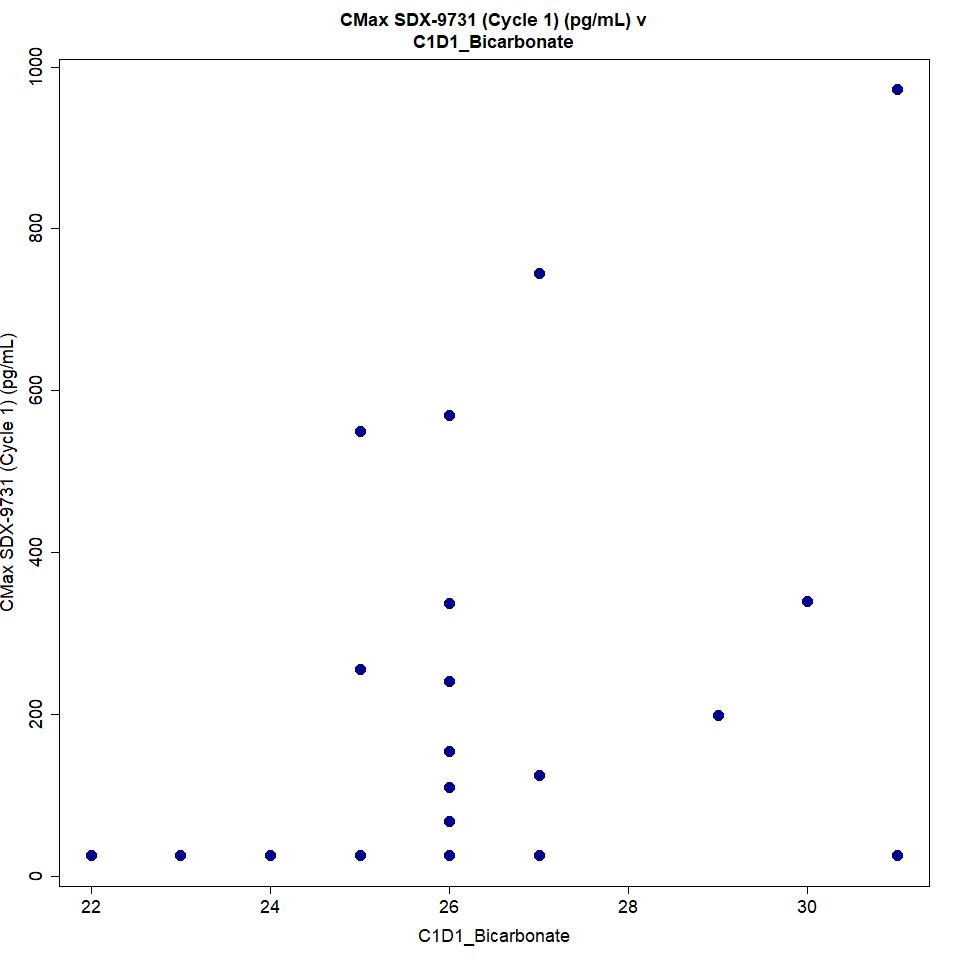 CMax SDX-9731 (Cycle 1) (pg/mL) v
C1D1_Bicarbonate
1000
800
600
400
200
0
CMax SDX-9731 (Cycle 1) (pg/mL)
22 24 26 28 30
C1D1_Bicarbonate